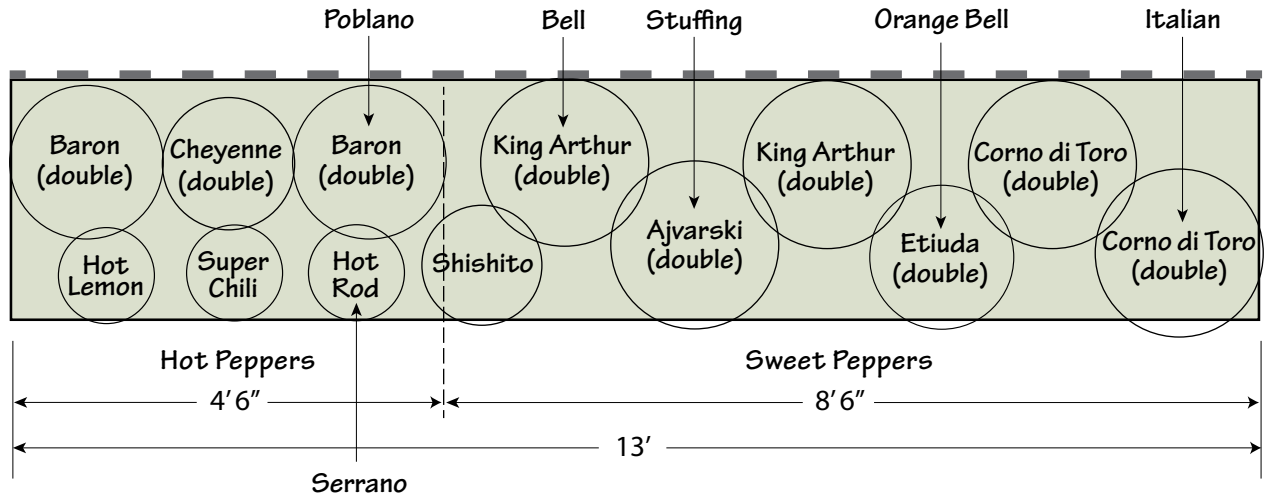 Poblano
Bell
Stuffing
Orange Bell
Italian
Baron
(double)
Cheyenne
(double)
Baron
(double)
King Arthur
(double)
King Arthur
(double)
Corno di Toro
(double)
Ajvarski
(double)
Etiuda
(double)
Corno di Toro
(double)
Hot
Lemon
Super
Chili
Hot
Rod
Shishito
Hot Peppers
Sweet Peppers
4' 6"
8' 6"
13'
Serrano